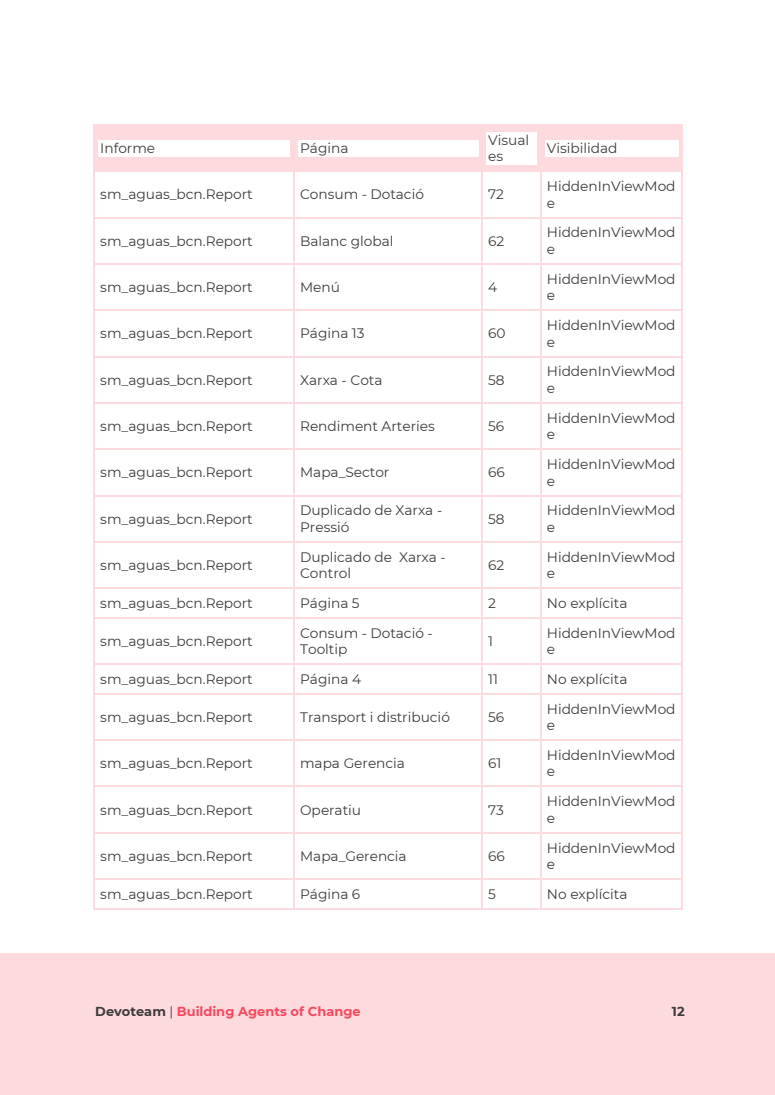 Informe Página Visual
es Visibilidad
sm_aguas_bcn.Report Consum - Dotació 72 HiddenInViewMod
e
sm_aguas_bcn.Report Balanc global 62 HiddenInViewMod
e
sm_aguas_bcn.Report Menú 4 HiddenInViewMod
e
sm_aguas_bcn.Report Página 13 60 HiddenInViewMod
e
sm_aguas_bcn.Report Xarxa - Cota 58 HiddenInViewMod
e
sm_aguas_bcn.Report Rendiment Arteries 56 HiddenInViewMod
e
sm_aguas_bcn.Report Mapa_Sector 66 HiddenInViewMod
e
sm_aguas_bcn.Report Duplicado de Xarxa -
Pressió 58 HiddenInViewMod
e
sm_aguas_bcn.Report Duplicado de  Xarxa -
Control 62 HiddenInViewMod
e
sm_aguas_bcn.Report Página 5 2 No explícita
sm_aguas_bcn.Report Consum - Dotació -
Tooltip 1 HiddenInViewMod
e
sm_aguas_bcn.Report Página 4 11 No explícita
sm_aguas_bcn.Report Transport i distribució 56 HiddenInViewMod
e
sm_aguas_bcn.Report mapa Gerencia 61 HiddenInViewMod
e
sm_aguas_bcn.Report Operatiu 73 HiddenInViewMod
e
sm_aguas_bcn.Report Mapa_Gerencia 66 HiddenInViewMod
e
sm_aguas_bcn.Report Página 6 5 No explícita
Devoteam | Building Agents of Change 12